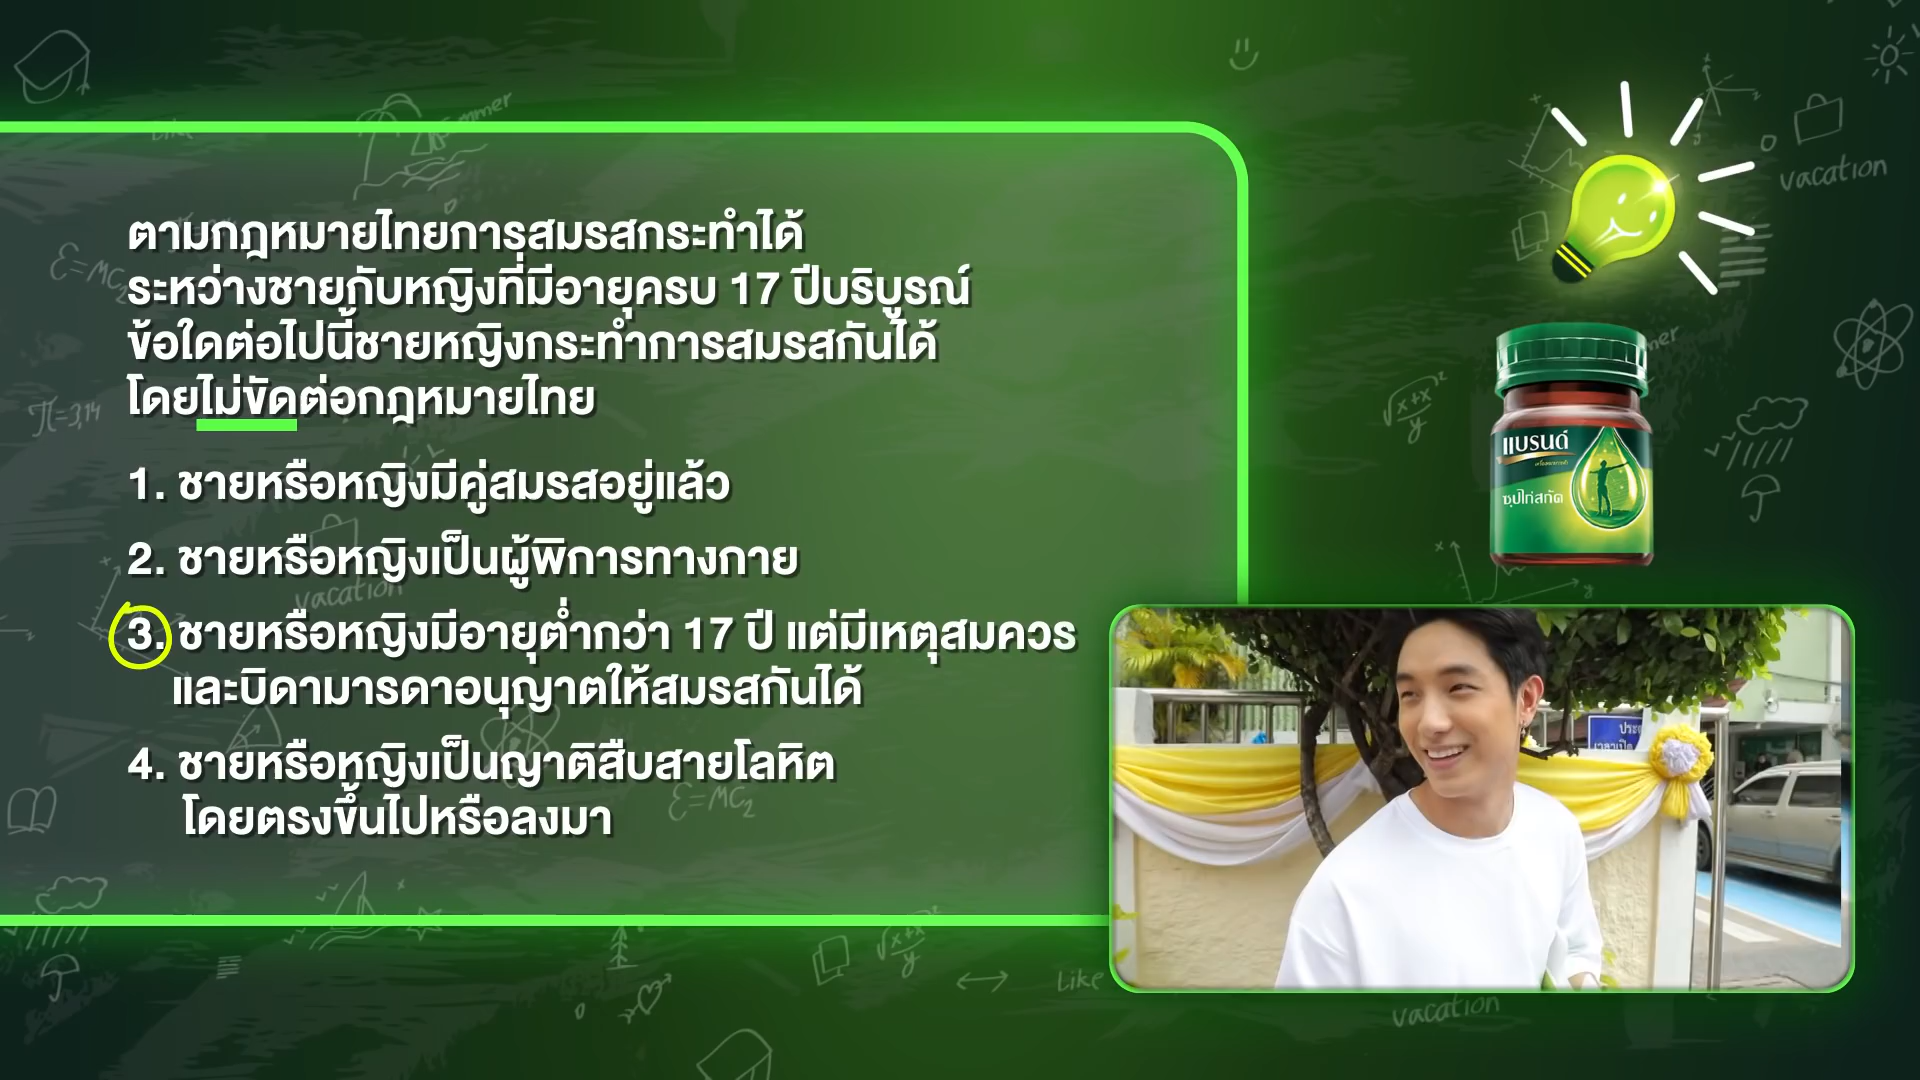 ตามกฎหมายไทยการสมรสกระทำได้
ระหว่างชายกับหญิงที่มีอายุครบ 17 ปีบริบูรณ์
ข้อใดต่อไปนี้ชายหญิงกระทำการสมรสกันได้
โดยไม่ขัดต่อกฎหมายไทย
1. ชายหรือหญิงมีคู่สมรสอยู่แล้ว
2. ชายหรือหญิงเป็นผู้พิการทางกาย
3. ชายหรือหญิงมีอายุต่ำกว่า 17 ปี แต่มีเหตุสมควร
และบิดามารดาอนุญาตให้สมรสกันได้
4. ชายหรือหญิงเป็นญาติสืบสายโลหิต
โดยตรงขึ้นไปหรือลงมา
แบรนด์
ซุปไก่สกัด
vacation
vacation
vacation
Like
E=MC2
E=MC2
π=3,14
√x+x/y
√x+x²/y